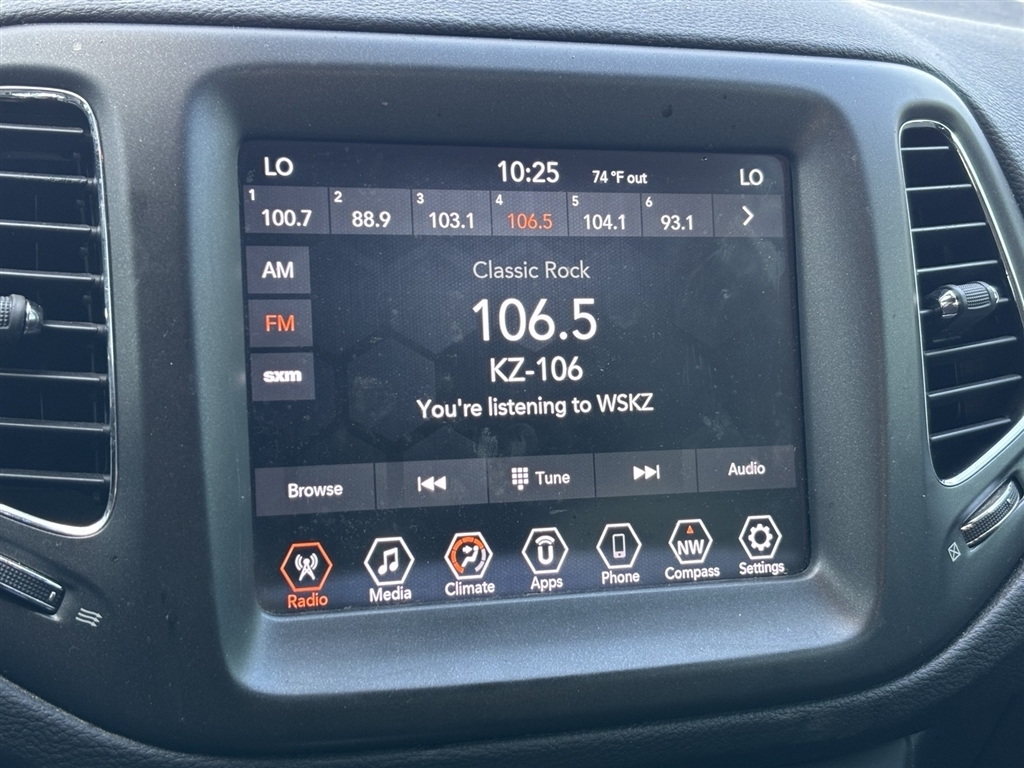 LO 10:25 74 °F out LO
1 100.7 2 88.9 3 103.1 4 106.5 5 104.1 6 93.1
AM
FM
sxm
Classic Rock
106.5
KZ-106
You're listening to WSKZ
Browse Tune Audio
NW
Radio Media Climate Apps Phone Compass Settings